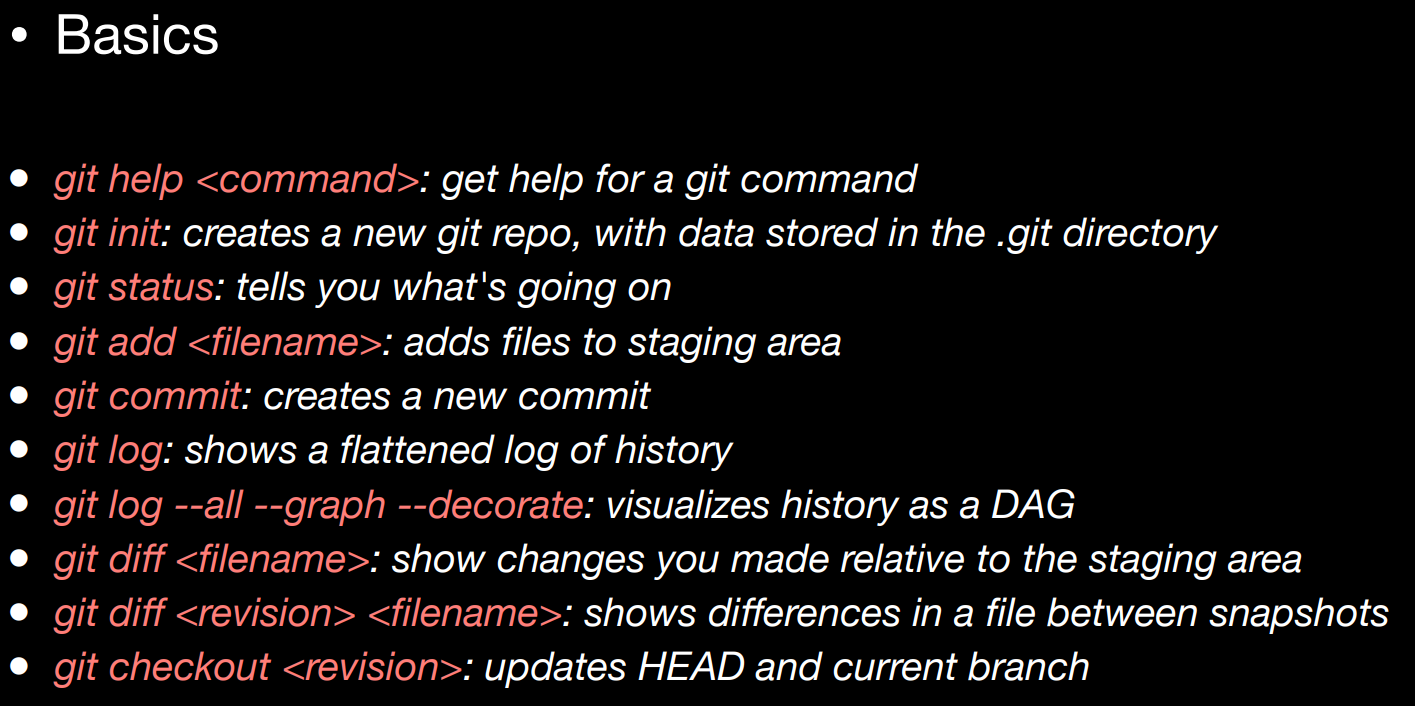 • Basics
• git help <command>: get help for a git command
• git init: creates a new git repo, with data stored in the .git directory
• git status: tells you what's going on
• git add <filename>: adds files to staging area
• git commit: creates a new commit
• git log: shows a flattened log of history
• git log --all --graph --decorate: visualizes history as a DAG
• git diff <filename>: show changes you made relative to the staging area
• git diff <revision> <filename>: shows differences in a file between snapshots
• git checkout <revision>: updates HEAD and current branch